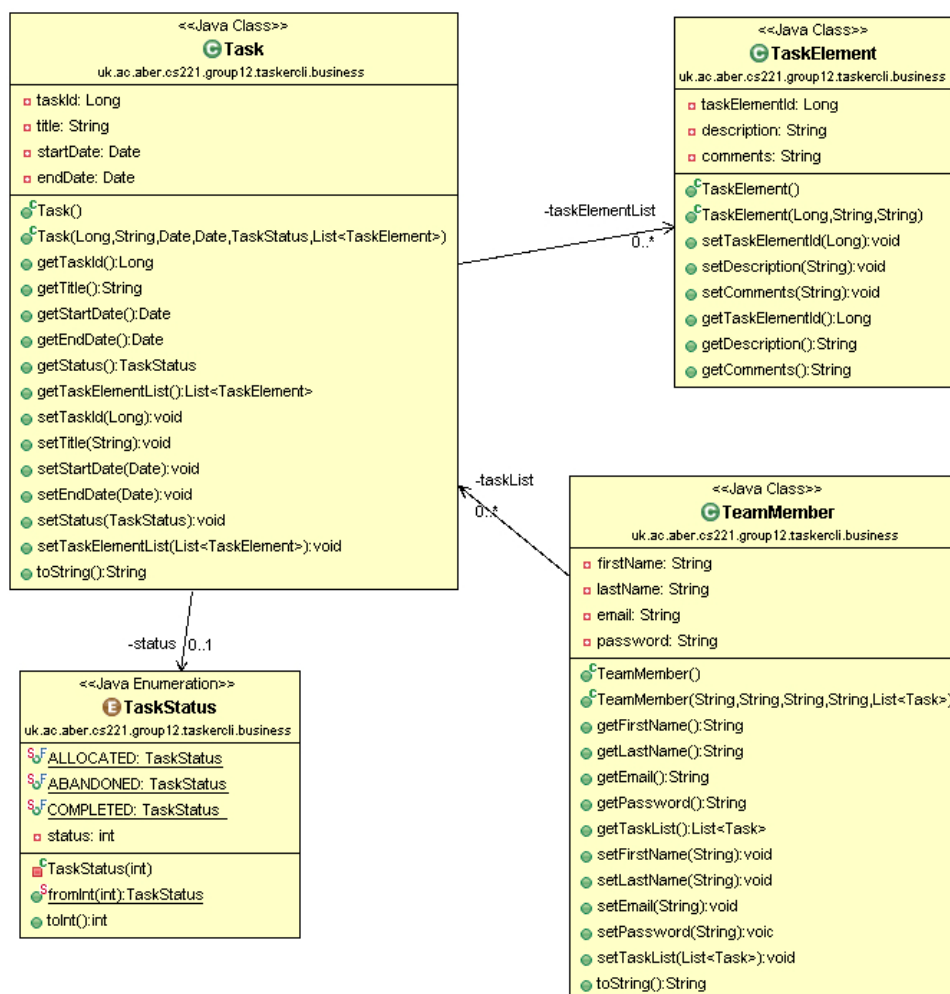 <<Java Class>>
Task
uk.ac.aber.cs221.group12.taskercli.business
taskId: Long
title: String
startDate: Date
endDate: Date
Task()
Task(Long,String,Date,Date,TaskStatus,List<TaskElement>)
getTaskId():Long
getTitle():String
getStartDate():Date
getEndDate():Date
getStatus():TaskStatus
getTaskElementList():List<TaskElement>
setTaskId(Long):void
setTitle(String):void
setStartDate(Date):void
setEndDate(Date):void
setStatus(TaskStatus):void
setTaskElementList(List<TaskElement>):void
toString():String
-taskElementList
0..*
<<Java Class>>
TaskElement
uk.ac.aber.cs221.group12.taskercli.business
taskElementId: Long
description: String
comments: String
TaskElement()
TaskElement(Long,String,String)
setTaskElementId(Long):void
setDescription(String):void
setComments(String):void
getTaskElementId():Long
getDescription():String
getComments():String
-taskList
0..*
<<Java Class>>
TeamMember
uk.ac.aber.cs221.group12.taskercli.business
firstName: String
lastName: String
email: String
password: String
TeamMember()
TeamMember(String,String,String,String,List<Task>)
getFirstName():String
getLastName():String
getEmail():String
getPassword():String
getTaskList():List<Task>
setFirstName(String):void
setLastName(String):void
setEmail(String):void
setPassword(String):voic
setTaskList(List<Task>):void
toString():String
-status 0..1
<<Java Enumeration>>
TaskStatus
uk.ac.aber.cs221.group12.taskercli.business
ALLOCATED: TaskStatus
ABANDONED: TaskStatus
COMPLETED: TaskStatus
status: int
TaskStatus(int)
fromInt(int):TaskStatus
toInt():int